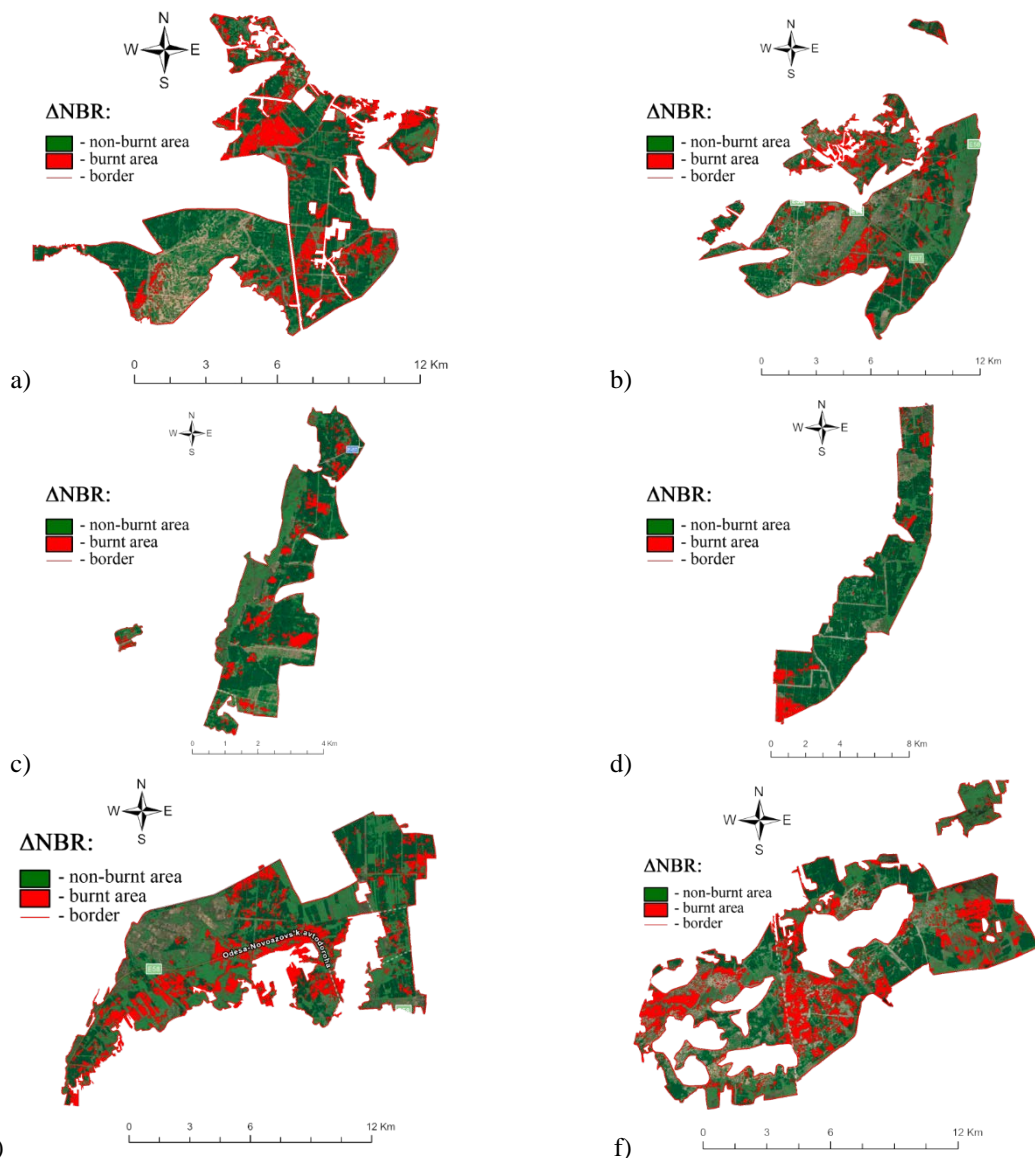 N
W E
S
ΔNBR:
- non-burnt area
- burnt area
- border
0 3 6 12 Km
a)
N
W E
S
ΔNBR:
- non-burnt area
- burnt area
- border
0 3 6 12 Km
b)
N
W E
S
ΔNBR:
- non-burnt area
- burnt area
- border
0 1 2 4 Km
c)
N
W E
S
ΔNBR:
- non-burnt area
- burnt area
- border
0 2 4 8 Km
d)
N
W E
S
ΔNBR:
- non-burnt area
- burnt area
- border
Odesa-Novoazovs'k avtodoroha
E58
0 3 6 12 Km
)
N
W E
S
ΔNBR:
- non-burnt area
- burnt area
- border
0 3 6 12 Km
f)